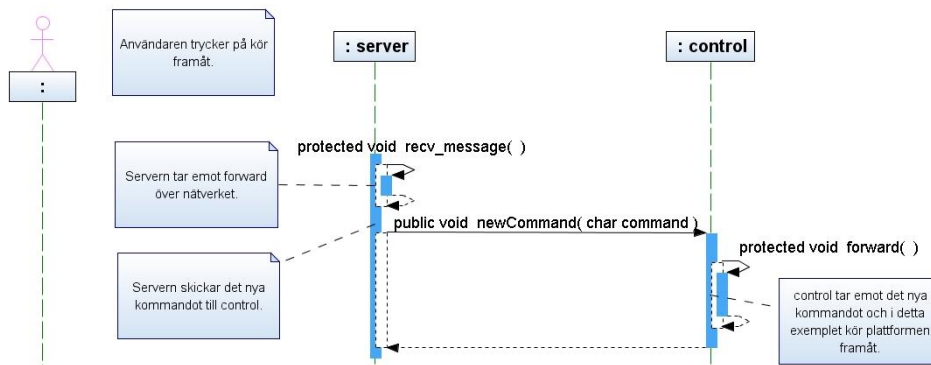 Användaren trycker på kör
framåt.
: server
: control
:
protected void recv_message( )
Servern tar emot forward
över nätverket.
public void newCommand( char command )
protected void forward( )
Servern skickar det nya
kommandot till control.
control tar emot det nya
kommandot och i detta
exemplet kör plattformen
framåt.